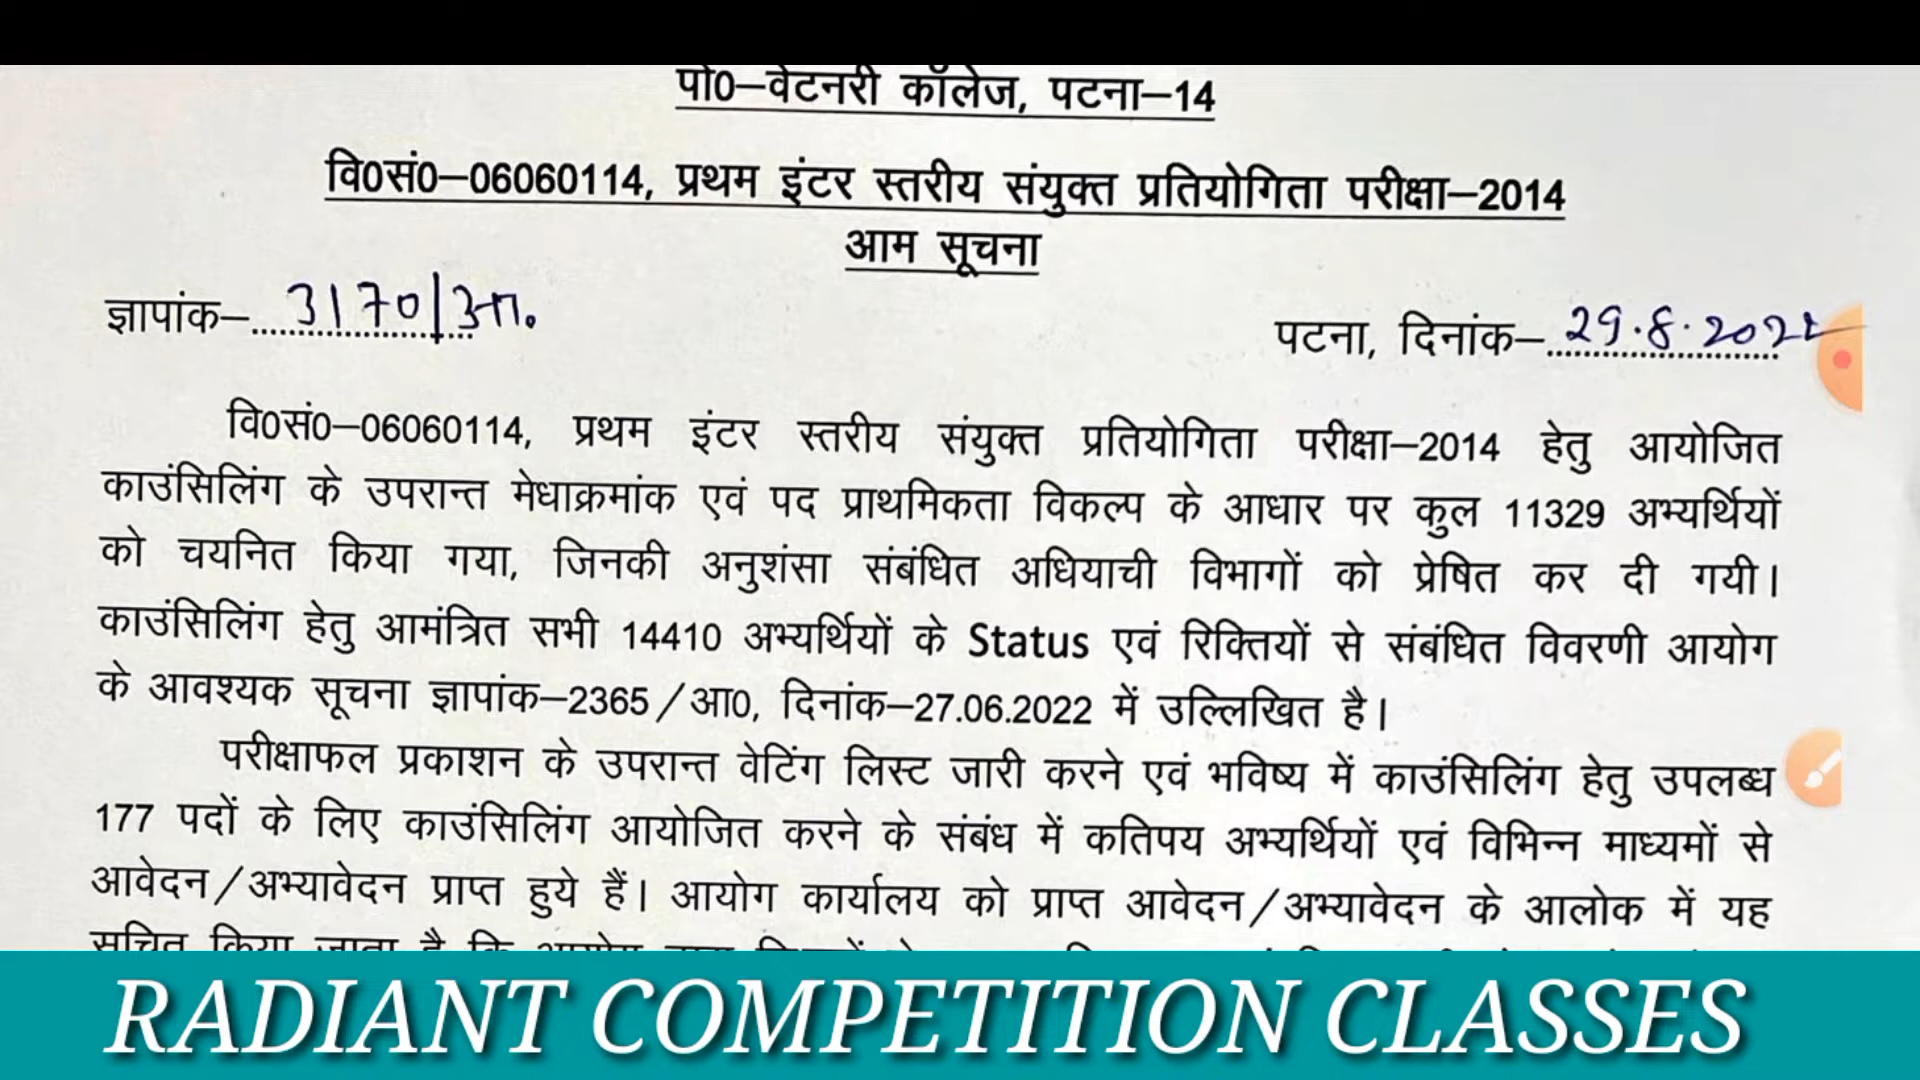 पो0–वेटनरी कॉलेज, पटना–14
वि0सं0–06060114, प्रथम इंटर स्तरीय संयुक्त प्रतियोगिता परीक्षा–2014
आम सूचना
ज्ञापांक–..3170/आ०
पटना, दिनांक–..29.8.2022
वि0सं0–06060114, प्रथम इंटर स्तरीय संयुक्त प्रतियोगिता परीक्षा–2014 हेतु आयोजित
काउंसिलिंग के उपरान्त मेधाक्रमांक एवं पद प्राथमिकता विकल्प के आधार पर कुल 11329 अभ्यर्थियों
को चयनित किया गया, जिनकी अनुशंसा संबंधित अधियाची विभागों को प्रेषित कर दी गयी।
काउंसिलिंग हेतु आमंत्रित सभी 14410 अभ्यर्थियों के Status एवं रिक्तियों से संबंधित विवरणी आयोग
के आवश्यक सूचना ज्ञापांक–2365/आ0, दिनांक–27.06.2022 में उल्लिखित है।
परीक्षाफल प्रकाशन के उपरान्त वेटिंग लिस्ट जारी करने एवं भविष्य में काउंसिलिंग हेतु उपलब्ध
177 पदों के लिए काउंसिलिंग आयोजित करने के संबंध में कतिपय अभ्यर्थियों एवं विभिन्न माध्यमों से
आवेदन/अभ्यावेदन प्राप्त हुये हैं। आयोग कार्यालय को प्राप्त आवेदन/अभ्यावेदन के आलोक में यह
सूचित किया जाता है कि आयोग
RADIANT COMPETITION CLASSES